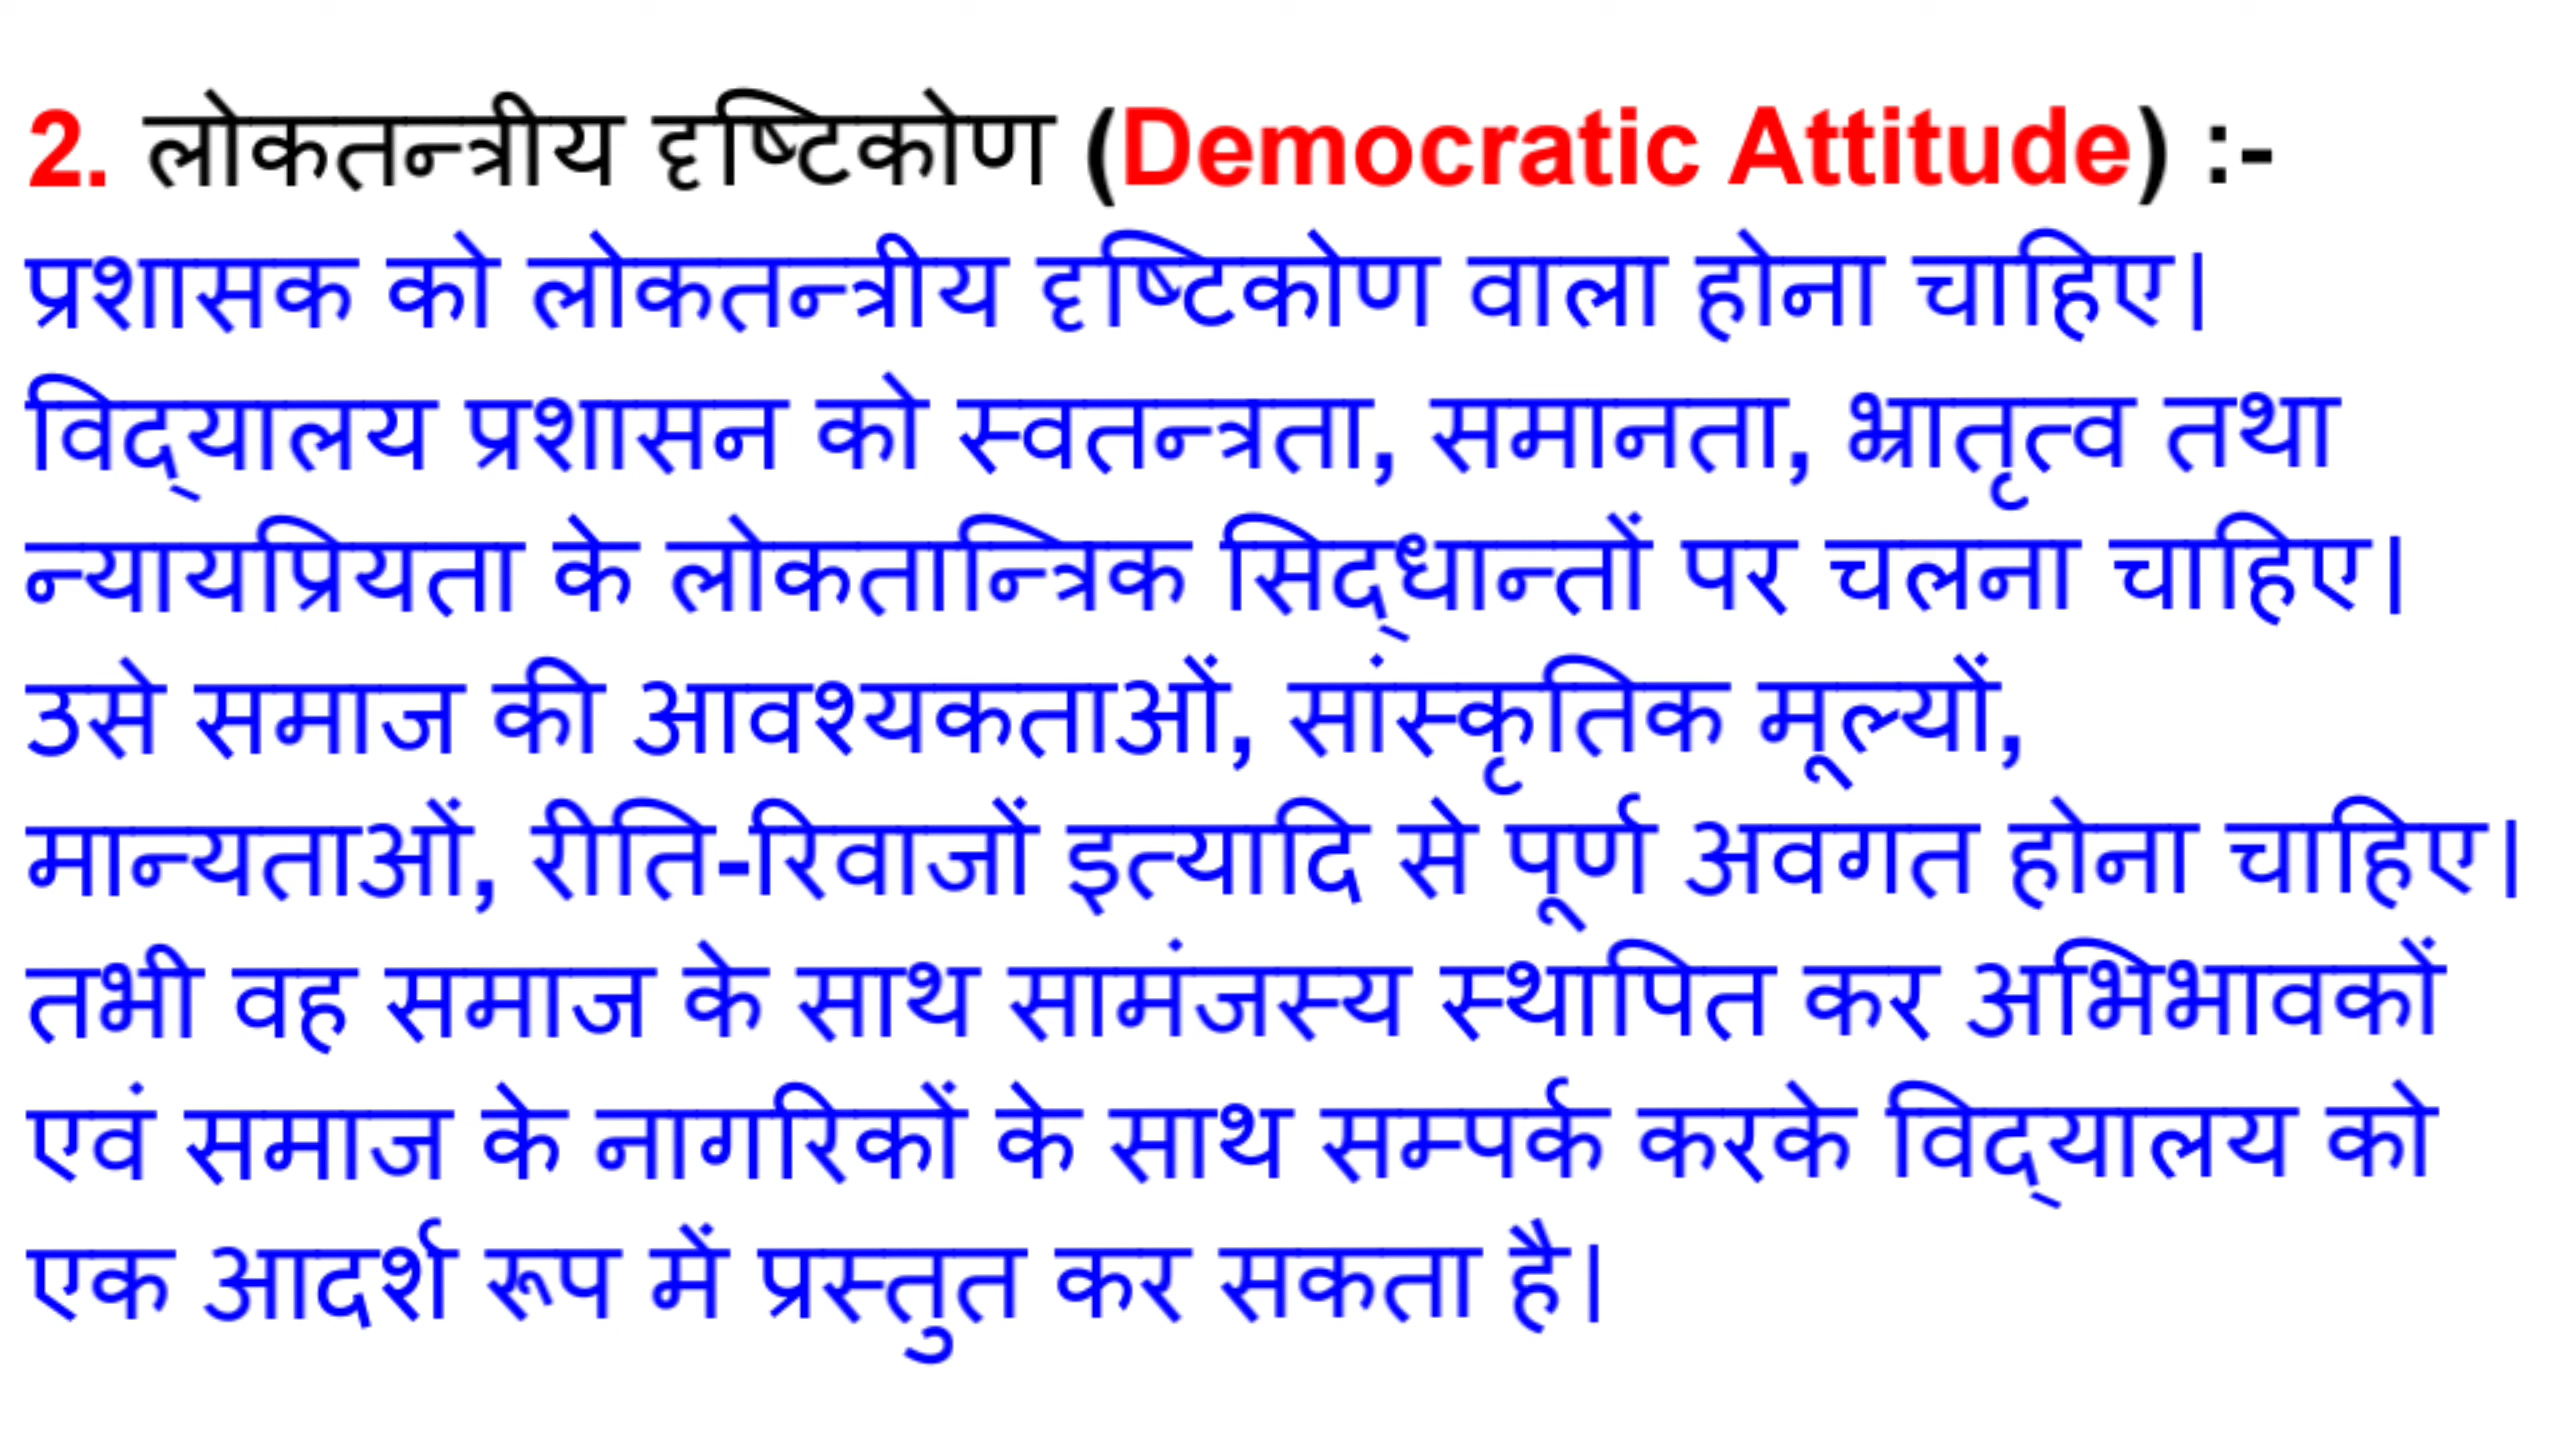 2. लोकतन्त्रीय दृष्टिकोण (Democratic Attitude) :-
प्रशासक को लोकतन्त्रीय दृष्टिकोण वाला होना चाहिए।
विद्‌यालय प्रशासन को स्वतन्त्रता, समानता, भ्रातृत्व तथा
न्यायप्रियता के लोकतान्त्रिक सिद्‌धान्तों पर चलना चाहिए।
उसे समाज की आवश्यकताओं, सांस्कृतिक मूल्यों,
मान्यताओं, रीति-रिवाजों इत्यादि से पूर्ण अवगत होना चाहिए।
तभी वह समाज के साथ सामंजस्य स्थापित कर अभिभावकों
एवं समाज के नागरिकों के साथ सम्पर्क करके विद्‌यालय को
एक आदर्श रूप में प्रस्तुत कर सकता है।